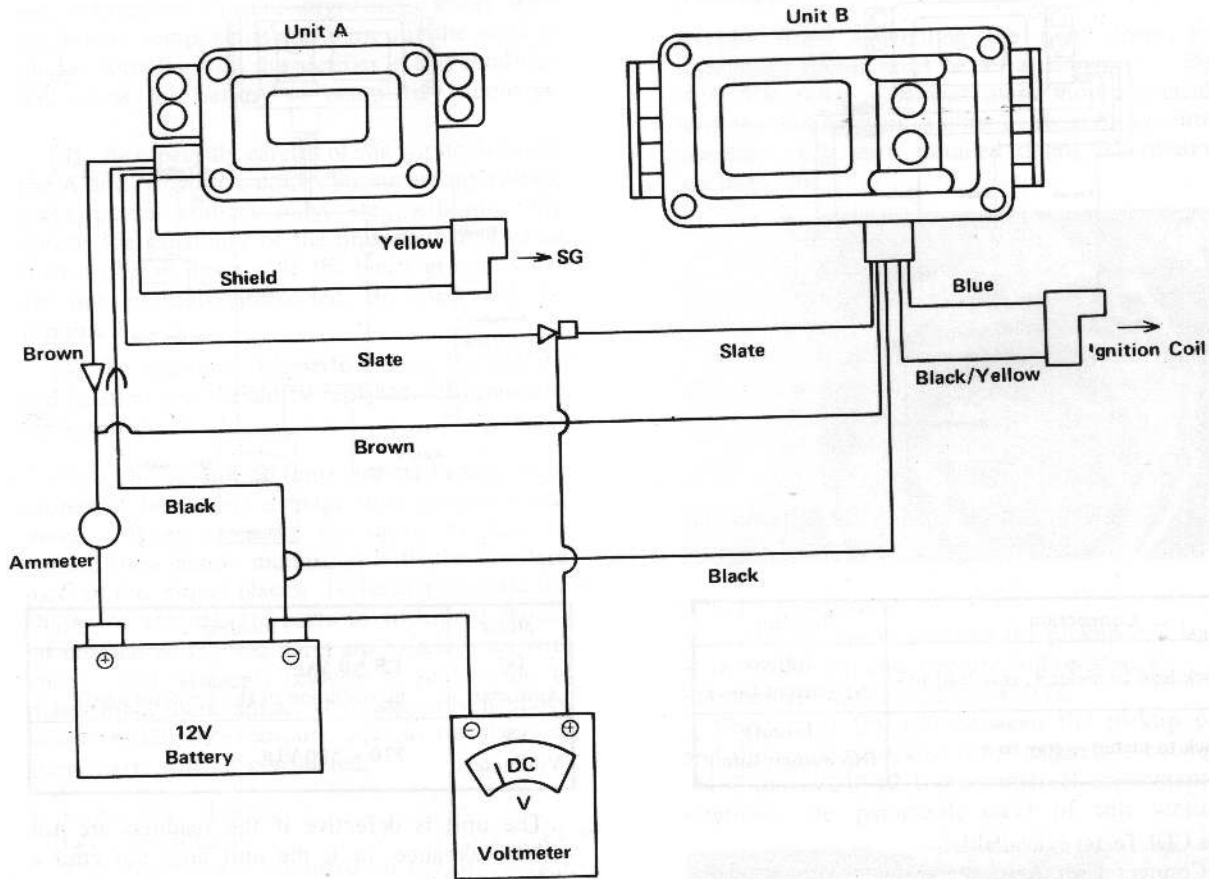 Unit A
Unit B
Yellow
→ SG
Shield
Blue
Brown
Slate
Slate
Ignition Coil
Black/Yellow
Brown
Black
Ammeter
Black
⊕ ⊖
12V
Battery
⊖ ⊕
DC
V
Voltmeter